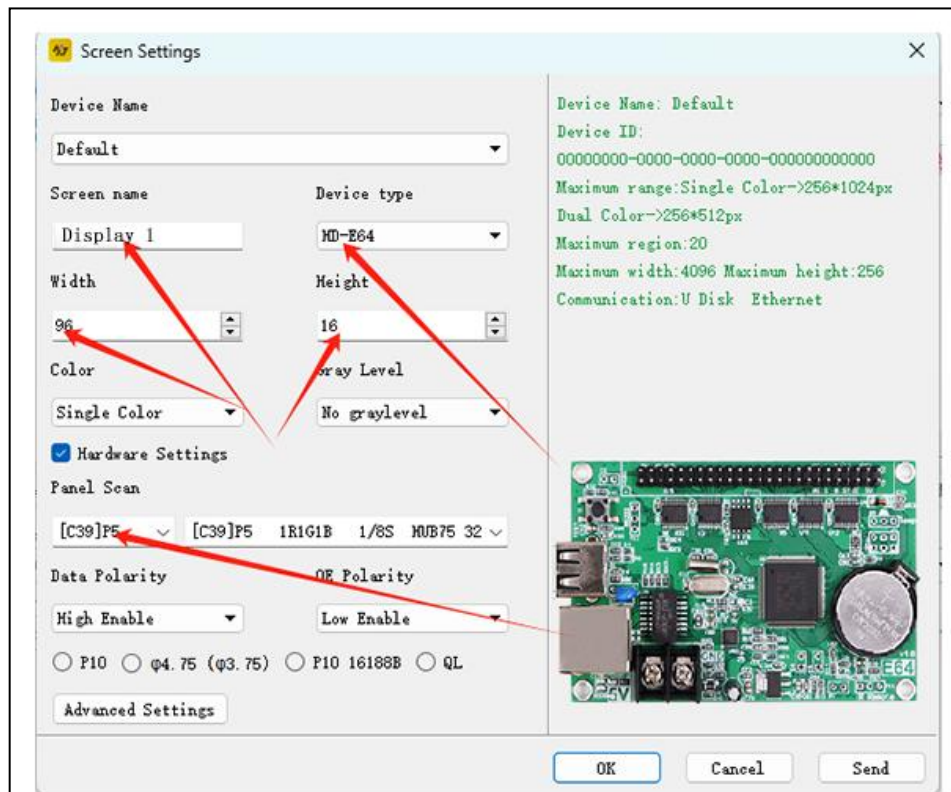 Screen Settings
Device Name
Default
Screen name
Device type
Display 1
HD-E64
Width
Height
96
16
Color
Gray Level
Single Color
No graylevel
Hardware Settings
Panel Scan
[C39]P5
[C39]P5 1R1G1B 1/8S HUB75 32
Data Polarity
OE Polarity
High Enable
Low Enable
P10
φ4.75 (φ3.75)
P10 16188B
QL
Advanced Settings
Device Name: Default
Device ID:
00000000-0000-0000-0000-000000000000
Maximum range:Single Color->256*1024px
Dual Color->256*512px
Maximum region:20
Maximum width:4096 Maximum height:256
Communication:U Disk Ethernet
E64
GND
5V
OK
Cancel
Send